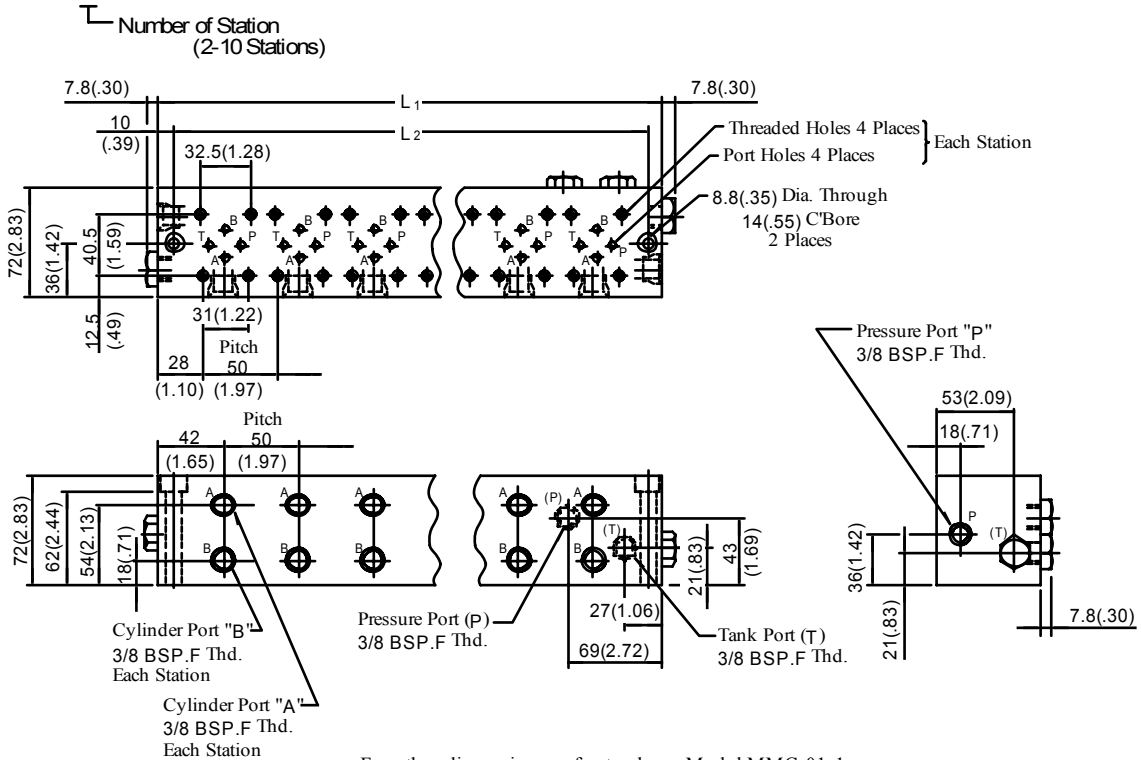 Number of Station
(2-10 Stations)
7.8(.30)
L1
7.8(.30)
10
(.39)
L2
32.5(1.28)
Threaded Holes 4 Places
Port Holes 4 Places
Each Station
8.8(.35) Dia. Through
14(.55) C'Bore
2 Places
72(2.83)
36(1.42)
40.5
(1.59)
12.5
(.49)
B B B B B
T P T P T P T P T P
A A A A A
31(1.22)
Pitch
28 50
(1.10) (1.97)
Pressure Port "P"
3/8 BSP.F Thd.
53(2.09)
18(.71)
Pitch
42 50
(1.65) (1.97)
72(2.83)
62(2.44)
54(2.13)
18(.71)
A A A A (P) A
B B B B B (T)
P
(T)
36(1.42)
21(.83)
7.8(.30)
43
(1.69)
21(.83)
27(1.06)
69(2.72)
Cylinder Port "B"
3/8 BSP.F Thd.
Each Station
Pressure Port (P)
3/8 BSP.F Thd.
Tank Port (T)
3/8 BSP.F Thd.
Cylinder Port "A"
3/8 BSP.F Thd.
Each Station